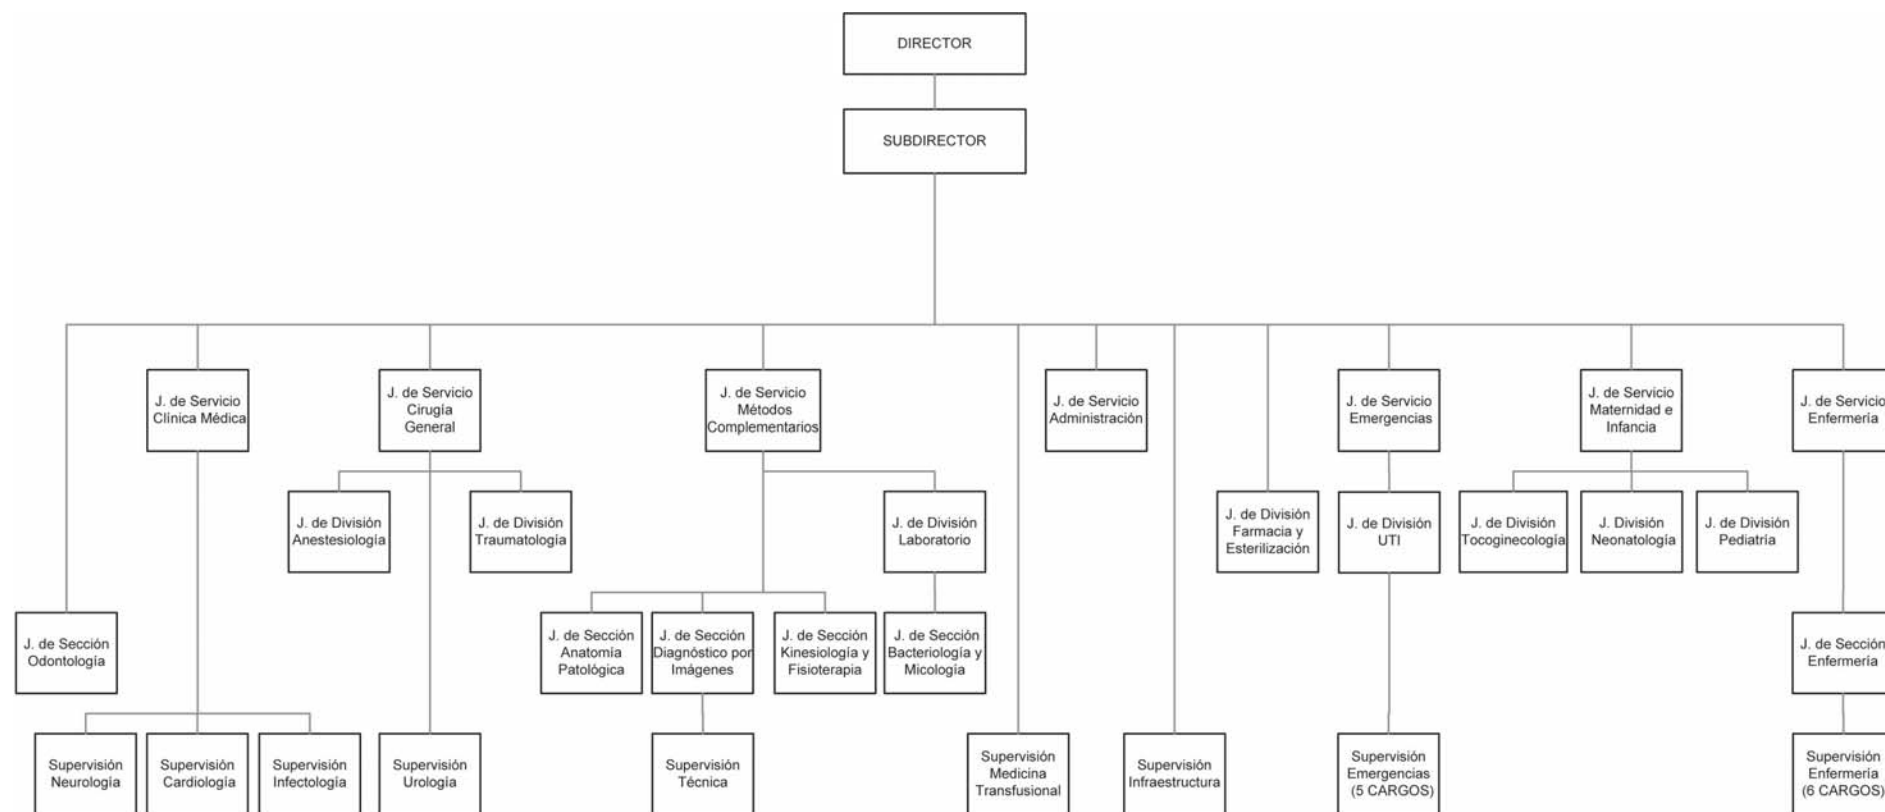 DIRECTOR
SUBDIRECTOR
J. de Servicio
Clínica Médica
J. de Servicio
Cirugía
General
J. de Servicio
Métodos
Complementarios
J. de Servicio
Administración
J. de Servicio
Emergencias
J. de Servicio
Maternidad e
Infancia
J. de Servicio
Enfermería
J. de División
Anestesiología
J. de División
Traumatología
J. de División
Laboratorio
J. de División
Farmacia y
Esterilización
J. de División
UTI
J. de División
Tocoginecología
J. División
Neonatología
J. de División
Pediatría
J. de Sección
Odontología
J. de Sección
Anatomía
Patológica
J. de Sección
Diagnóstico por
Imágenes
J. de Sección
Kinesiología y
Fisioterapia
J. de Sección
Bacteriología y
Micología
J. de Sección
Enfermería
Supervisión
Neurología
Supervisión
Cardiología
Supervisión
Infectología
Supervisión
Urología
Supervisión
Técnica
Supervisión
Medicina
Transfusional
Supervisión
Infraestructura
Supervisión
Emergencias
(5 CARGOS)
Supervisión
Enfermería
(6 CARGOS)